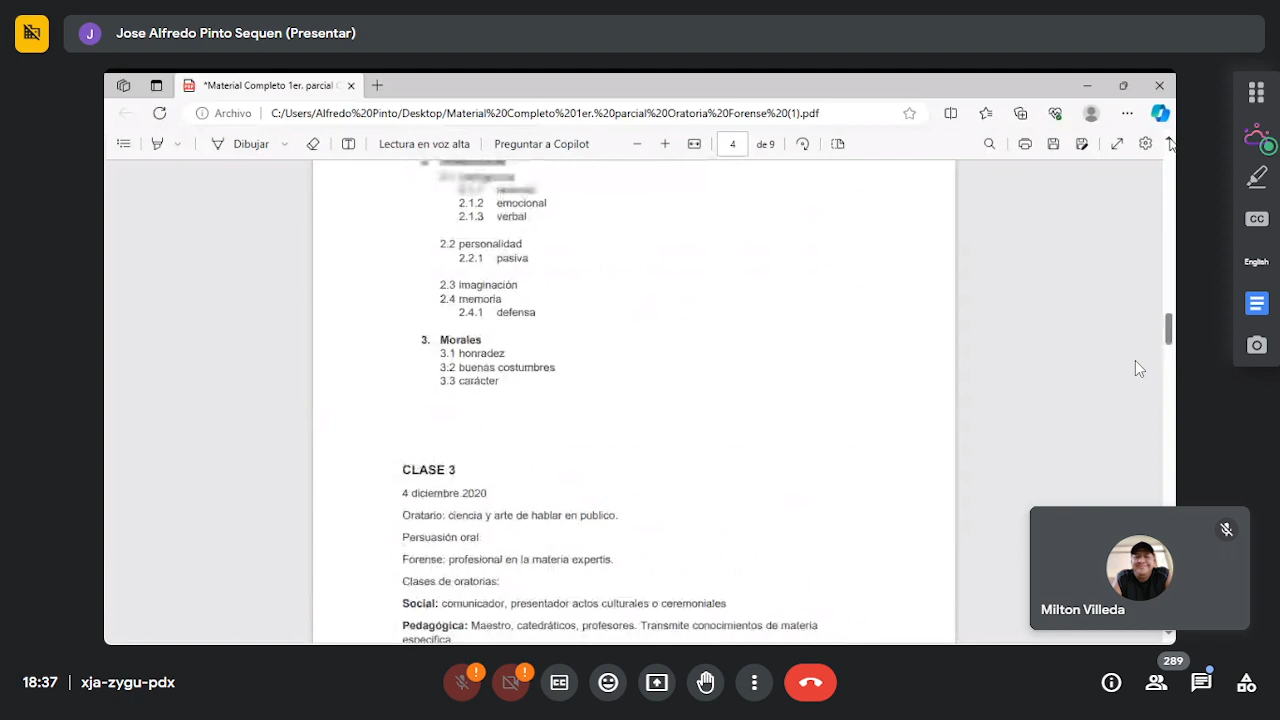 J Jose Alfredo Pinto Sequen (Presentar)
*Material Completo 1er. parcial
Archivo C:/Users/Alfredo%20Pinto/Desktop/Material%20Completo%201er.%20parcial%20Oratoria%20Forense%20(1).pdf
Dibujar Lectura en voz alta Preguntar a Copilot 4 de 9
2.1.2 emocional
2.1.3 verbal
2.2 personalidad
2.2.1 pasiva
2.3 imaginación
2.4 memoria
2.4.1 defensa
3. Morales
3.1 honradez
3.2 buenas costumbres
3.3 carácter
CLASE 3
4 diciembre 2020
Oratario: ciencia y arte de hablar en publico.
Persuasión oral
Forense: profesional en la materia expertis.
Clases de oratorias:
Social: comunicador, presentador actos culturales o ceremoniales
Pedagógica: Maestro, catedráticos, profesores. Transmite conocimientos de materia
especifica.
CC
English
Milton Villeda
18:37 | xja-zygu-pdx
289